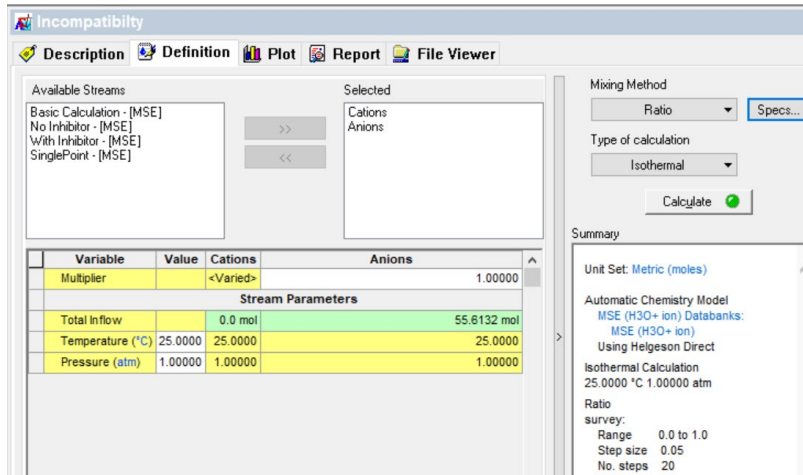 Incompatibilty
Description Definition Plot Report File Viewer
Available Streams
Basic Calculation - [MSE]
No Inhibitor - [MSE]
With Inhibitor - [MSE]
SinglePoint - [MSE]
>>
<<
Selected
Cations
Anions
Mixing Method
Ratio Specs...
Type of calculation
Isothermal
Calculate
Variable Value Cations Anions
Multiplier <Varied> 1.00000
Stream Parameters
Total Inflow 0.0 mol 55.6132 mol
Temperature (°C) 25.0000 25.0000 25.0000
Pressure (atm) 1.00000 1.00000 1.00000
>
Summary
Unit Set: Metric (moles)
Automatic Chemistry Model
MSE (H3O+ ion) Databanks:
MSE (H3O+ ion)
Using Helgeson Direct
Isothermal Calculation
25.0000 °C 1.00000 atm
Ratio
survey:
Range 0.0 to 1.0
Step size 0.05
No. steps 20